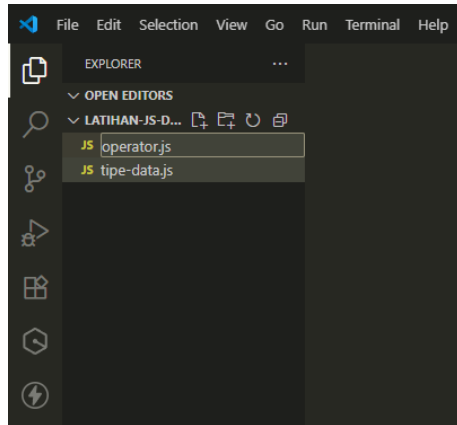 File Edit Selection View Go Run Terminal Help
EXPLORER ...
OPEN EDITORS
LATIHAN-JS-D...
JS operator.js
JS tipe-data.js